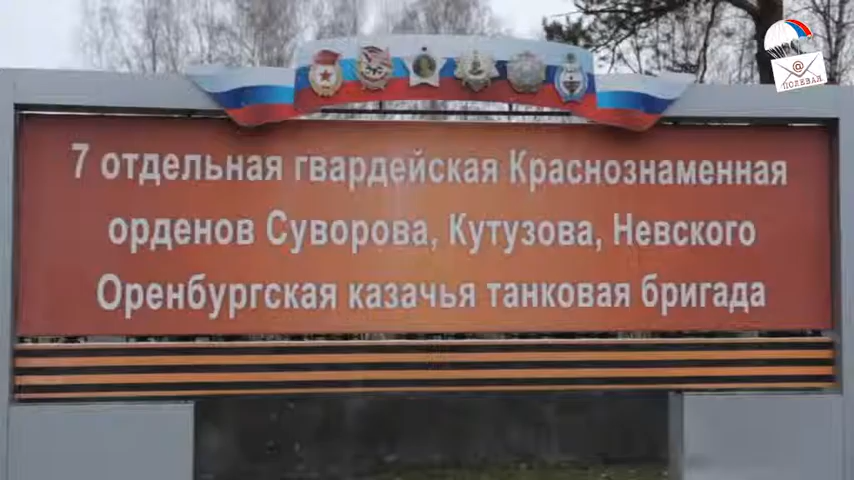 @
ПОЛЕВАЯ
7 отдельная гвардейская Краснознаменная
орденов Суворова, Кутузова, Невского
Оренбургская казачья танковая бригада